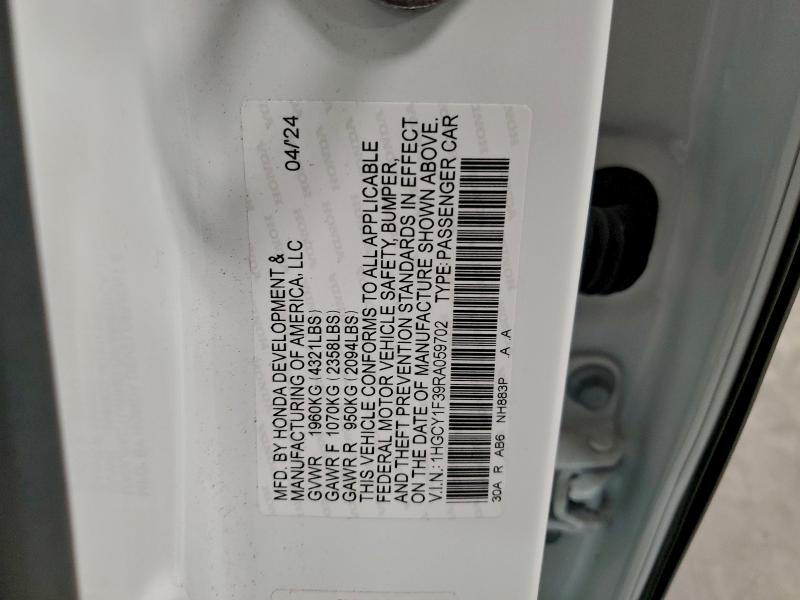 MFD. BY HONDA DEVELOPMENT &
MANUFACTURING OF AMERICA, LLC 04/'24
GVWR 1960KG (4321LBS)
GAWR F 1070KG (2358LBS)
GAWR R 950KG (2094LBS)
THIS VEHICLE CONFORMS TO ALL APPLICABLE
FEDERAL MOTOR VEHICLE SAFETY, BUMPER,
AND THEFT PREVENTION STANDARDS IN EFFECT
ON THE DATE OF MANUFACTURE SHOWN ABOVE.
V.I.N.: 1HGCY1F39RA059702 TYPE: PASSENGER CAR
30A R AB6 NH883P .A .A